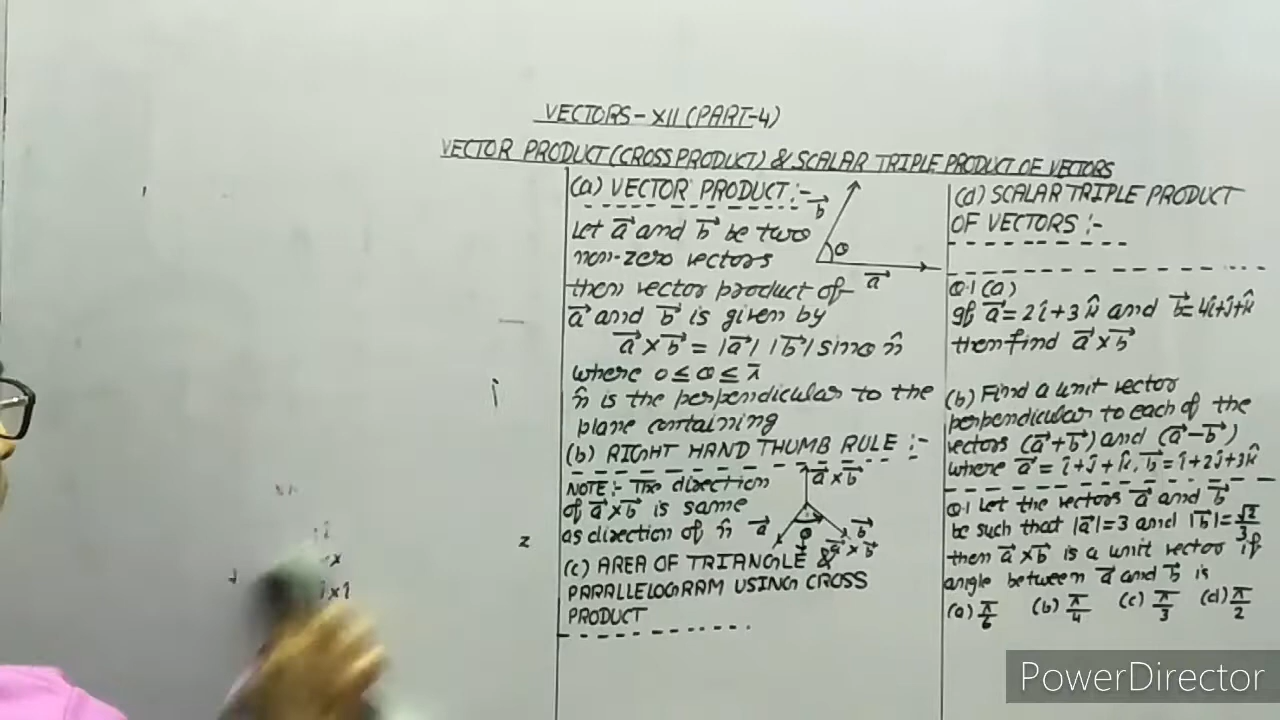 VECTORS-XII (PART-4)
VECTOR PRODUCT (CROSS PRODUCT) & SCALAR TRIPLE PRODUCT OF VECTORS
(a) VECTOR PRODUCT :-
b⃗
θ
a⃗
Let a⃗ and b⃗ be two
non-zero vectors
then vector product of
a⃗ and b⃗ is given by
a⃗ × b⃗ = |a⃗| |b⃗| sinθ n̂
where 0 ≤ θ ≤ π
n̂ is the perpendicular to the
plane containing
(b) RIGHT HAND THUMB RULE :-
NOTE :- The direction
of a⃗ × b⃗ is same
as direction of n̂
a⃗ × b⃗
a⃗
θ
b⃗
a⃗ × b⃗
(c) AREA OF TRIANGLE &
PARALLELOGRAM USING CROSS
PRODUCT
(d) SCALAR TRIPLE PRODUCT
OF VECTORS :-
Q.1 (a)
If a⃗ = 2î + 3k̂ and b⃗ = 4î+ĵ+k̂
then find a⃗ × b⃗
(b) Find a unit vector
perpendicular to each of the
vectors (a⃗ + b⃗) and (a⃗ - b⃗)
where a⃗ = î + ĵ + k̂, b⃗ = î + 2ĵ + 3k̂
Q.1 Let the vectors a⃗ and b⃗
be such that |a⃗| = 3 and |b⃗| = √2/3
then a⃗ × b⃗ is a unit vector if
angle between a⃗ and b⃗ is
(a) π/6 (b) π/4 (c) π/3 (d) π/2
z
PowerDirector